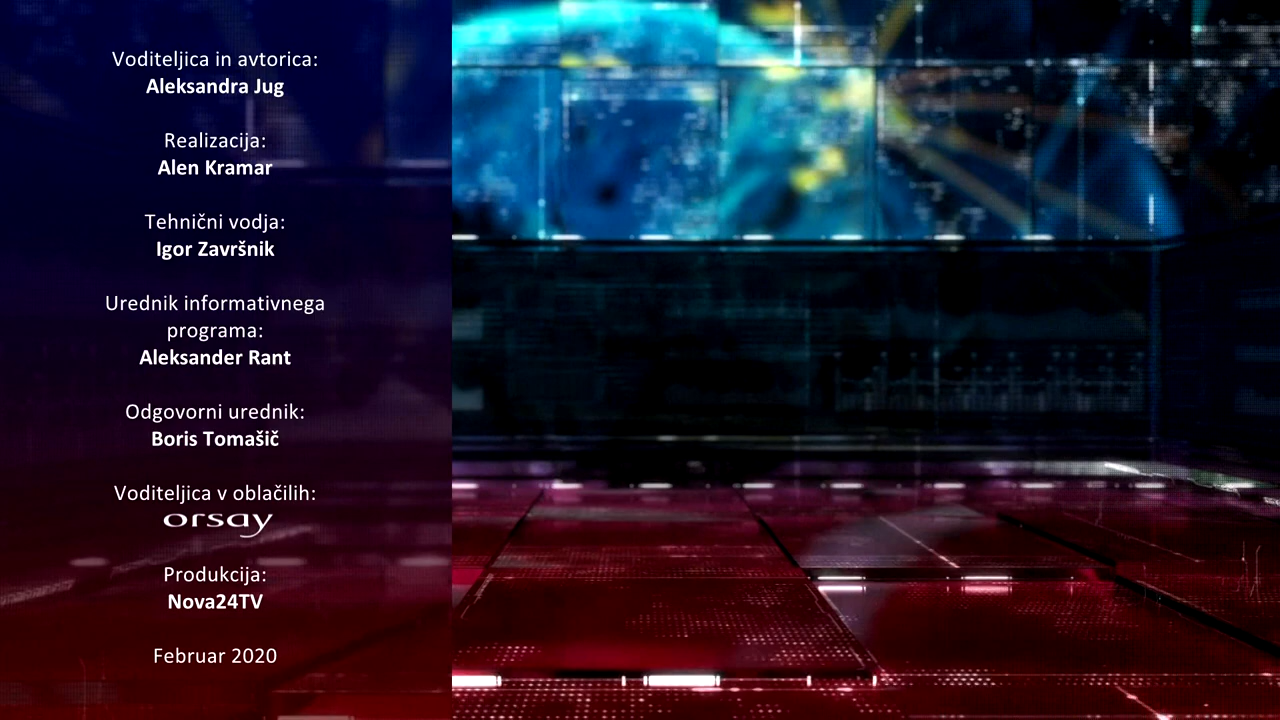 Voditeljica in avtorica:
Aleksandra Jug
Realizacija:
Alen Kramar
Tehnični vodja:
Igor Završnik
Urednik informativnega
programa:
Aleksander Rant
Odgovorni urednik:
Boris Tomašič
Voditeljica v oblačilih:
orsay
Produkcija:
Nova24TV
Februar 2020